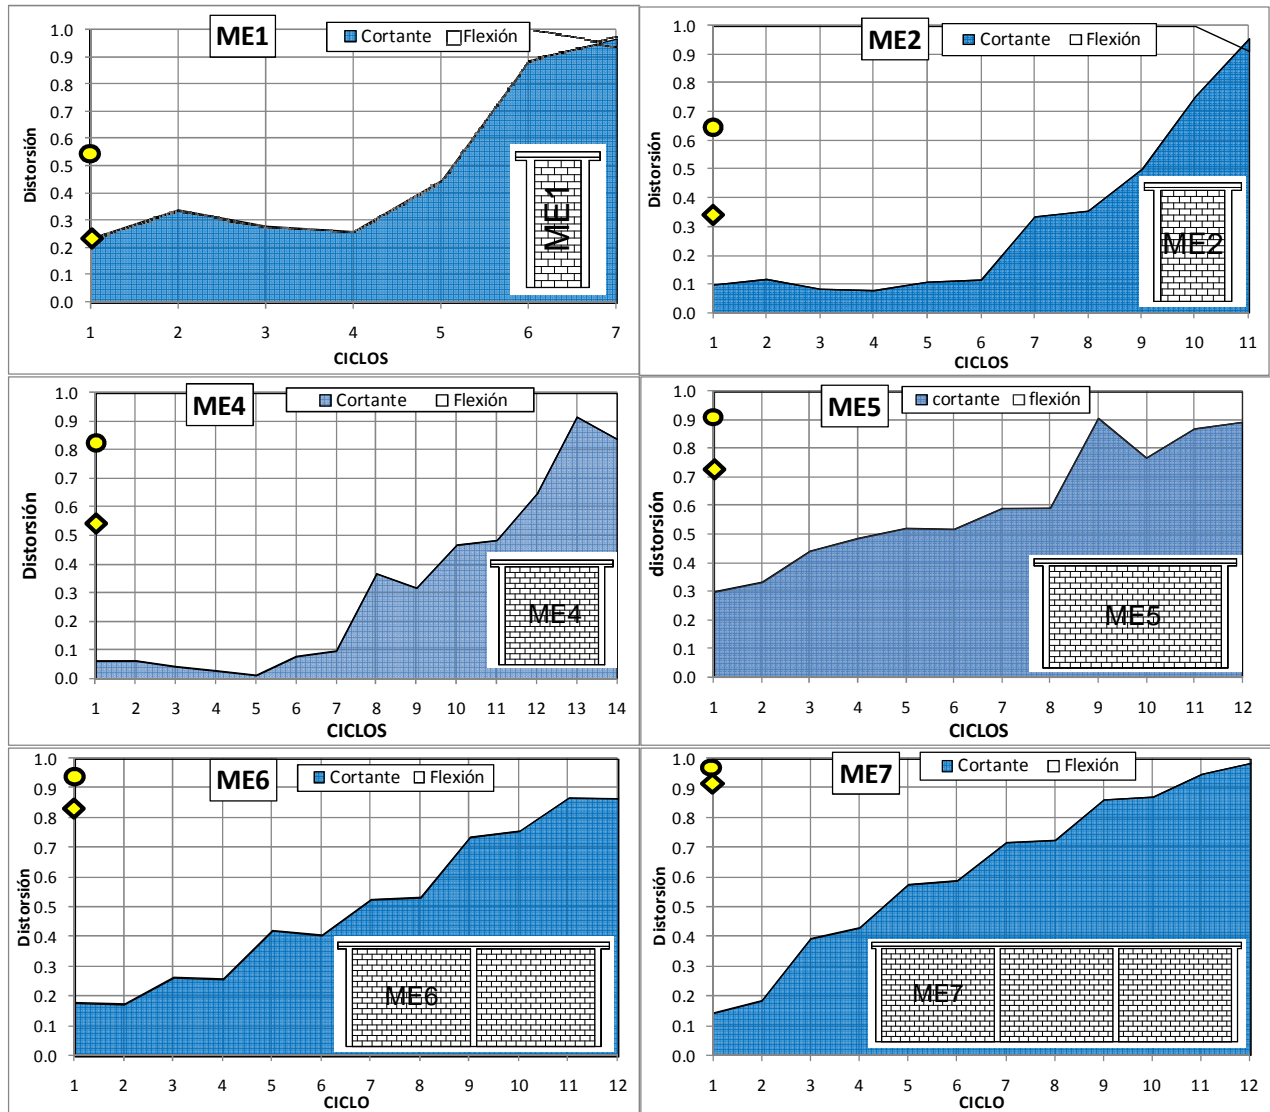 ME1
Cortante Flexión
1.0
0.9
0.8
0.7
0.6
0.5
0.4
0.3
0.2
0.1
0.0
Distorsión
ME1
1 2 3 4 5 6 7
CICLOS
ME2
Cortante Flexión
1.0
0.9
0.8
0.7
0.6
0.5
0.4
0.3
0.2
0.1
0.0
Distorsión
ME2
1 2 3 4 5 6 7 8 9 10 11
CICLOS
ME4
Cortante Flexión
1.0
0.9
0.8
0.7
0.6
0.5
0.4
0.3
0.2
0.1
0.0
Distorsión
ME4
1 2 3 4 5 6 7 8 9 10 11 12 13 14
CICLOS
ME5
cortante flexión
1.0
0.9
0.8
0.7
0.6
0.5
0.4
0.3
0.2
0.1
0.0
distorsión
ME5
1 2 3 4 5 6 7 8 9 10 11 12
CICLOS
ME6
Cortante Flexión
1.0
0.9
0.8
0.7
0.6
0.5
0.4
0.3
0.2
0.1
0.0
Distorsión
ME6
1 2 3 4 5 6 7 8 9 10 11 12
CICLO
ME7
Cortante Flexión
1.0
0.9
0.8
0.7
0.6
0.5
0.4
0.3
0.2
0.1
0.0
Distorsión
ME7
1 2 3 4 5 6 7 8 9 10 11 12
CICLO